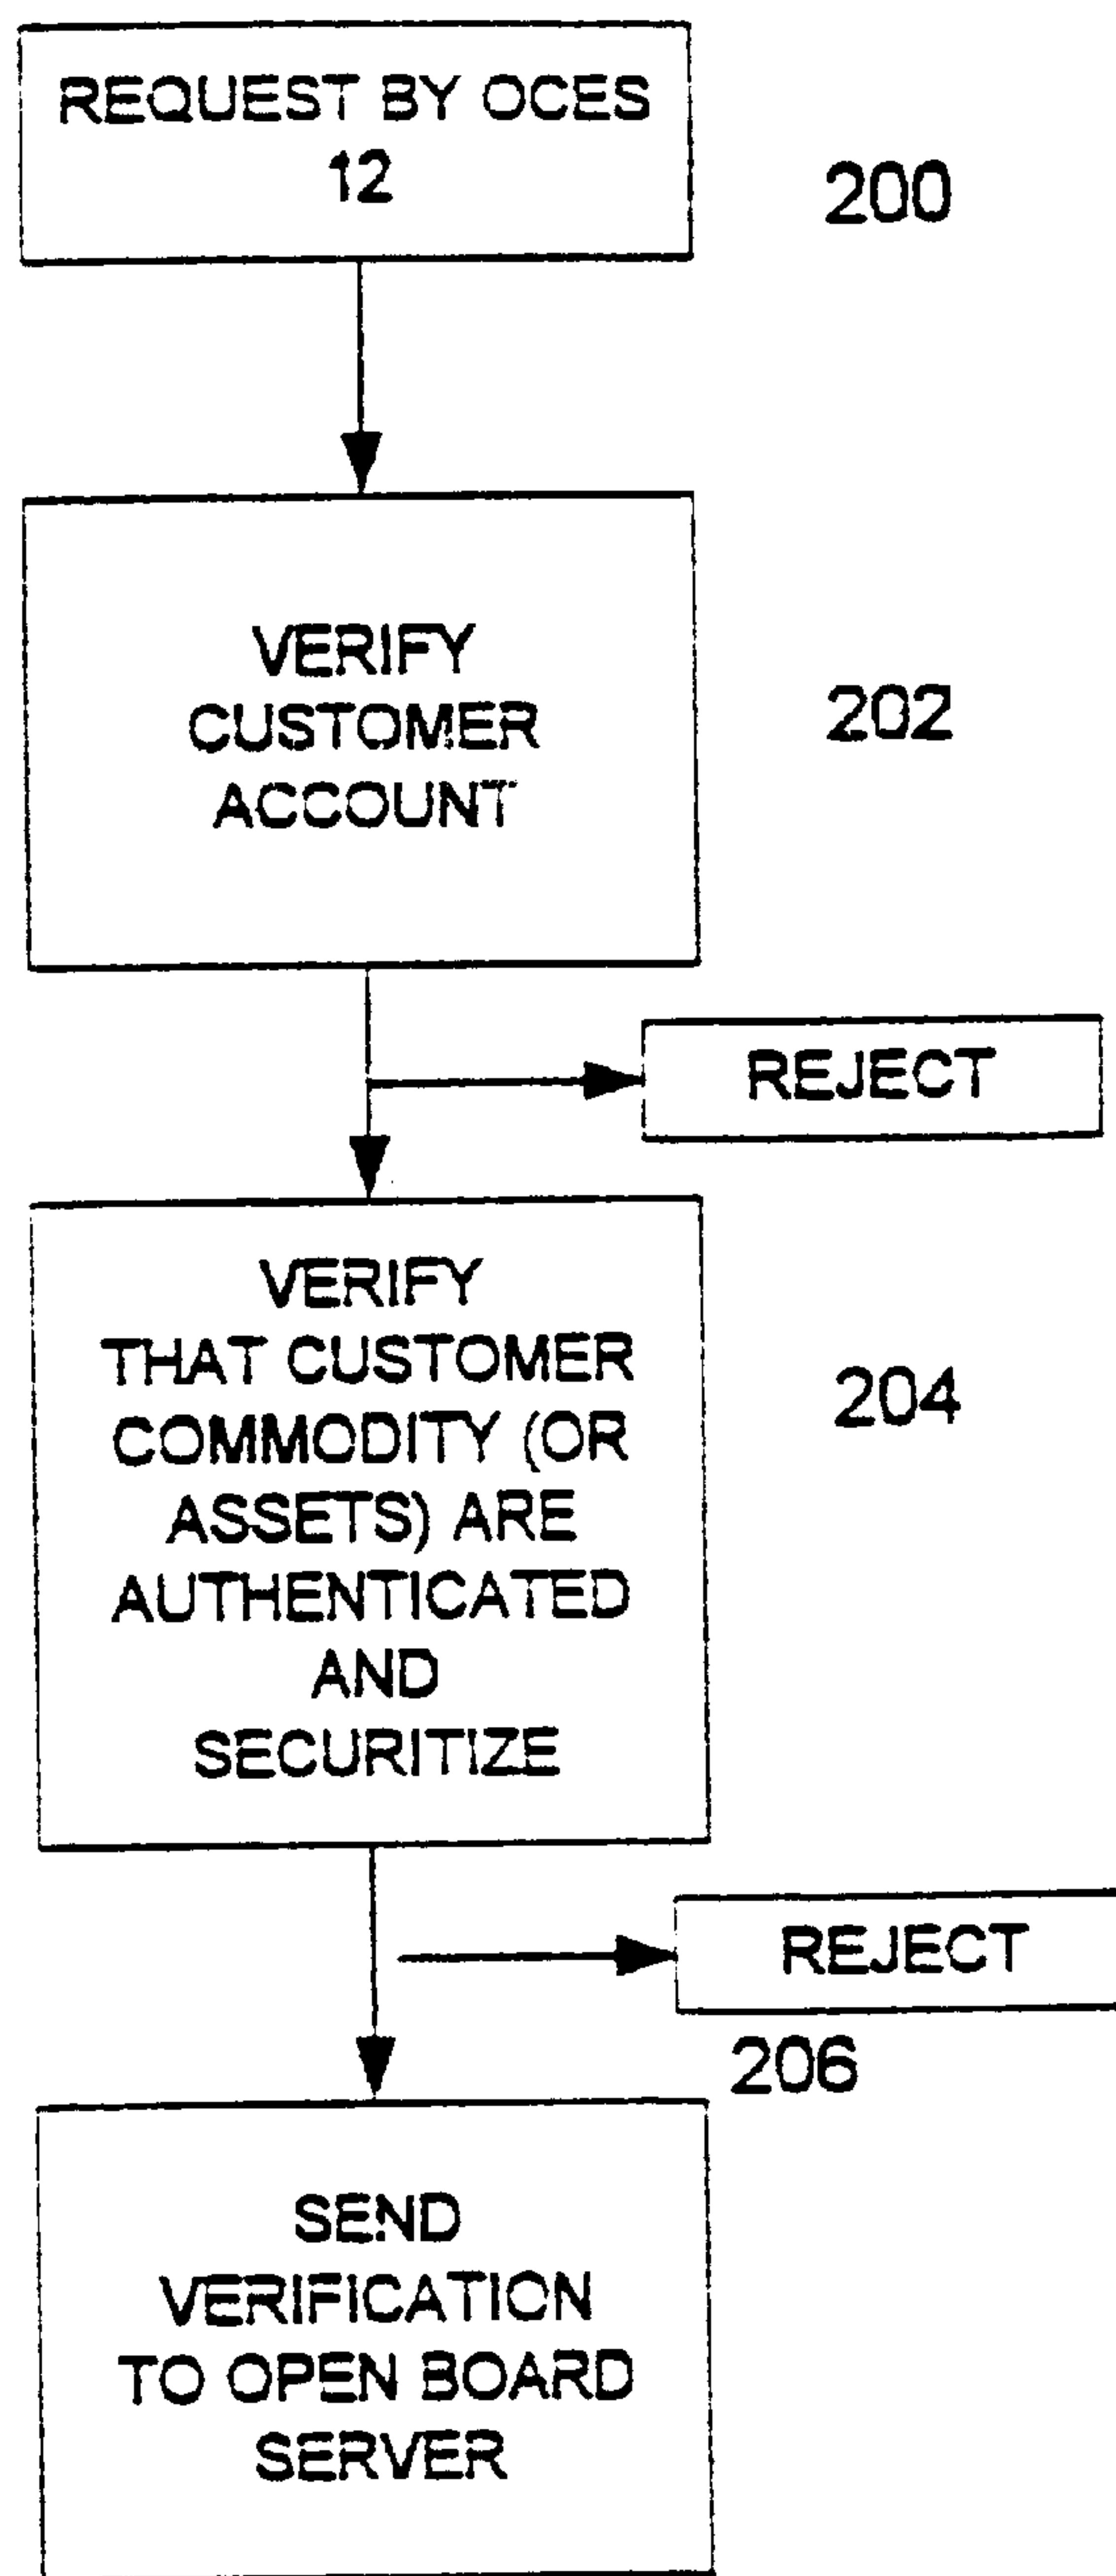 REQUEST BY OCES
12
200
VERIFY
CUSTOMER
ACCOUNT
202
REJECT
VERIFY
THAT CUSTOMER
COMMODITY (OR
ASSETS) ARE
AUTHENTICATED
AND
SECURITIZE
204
REJECT
206
SEND
VERIFICATION
TO OPEN BOARD
SERVER